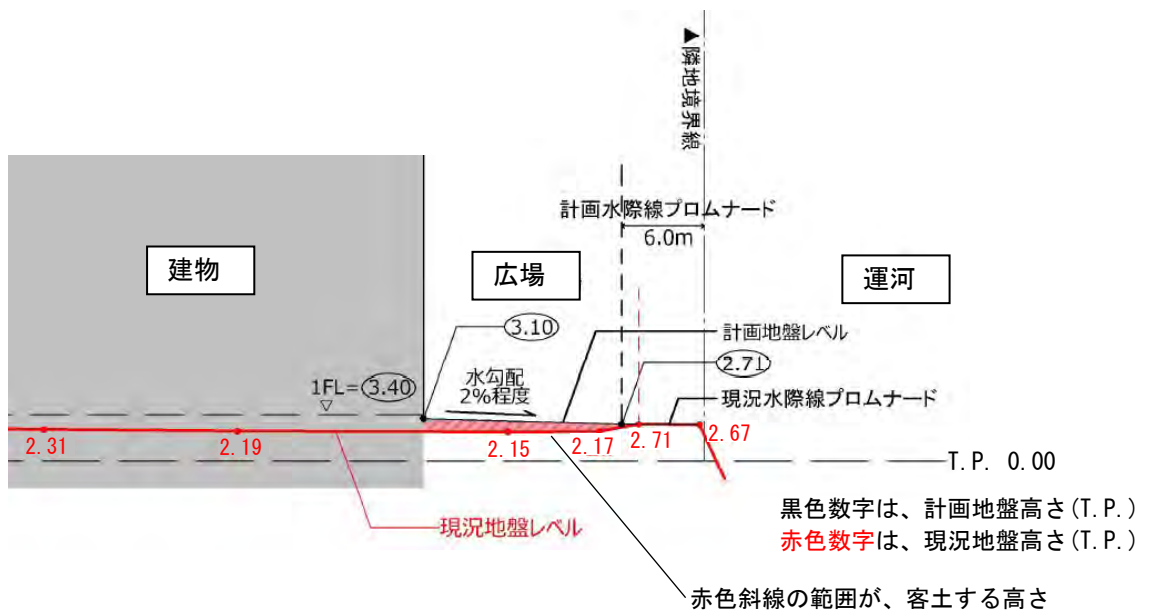 ▲隣地境界線
計画水際線プロムナード
6.0m
建物
広場
運河
3.10
計画地盤レベル
水勾配
2%程度
2.71
1FL=3.40
▽
現況水際線プロムナード
2.31
2.19
2.15
2.17
2.71
2.67
T.P. 0.00
現況地盤レベル
黒色数字は、計画地盤高さ(T.P.)
赤色数字は、現況地盤高さ(T.P.)
赤色斜線の範囲が、客土する高さ